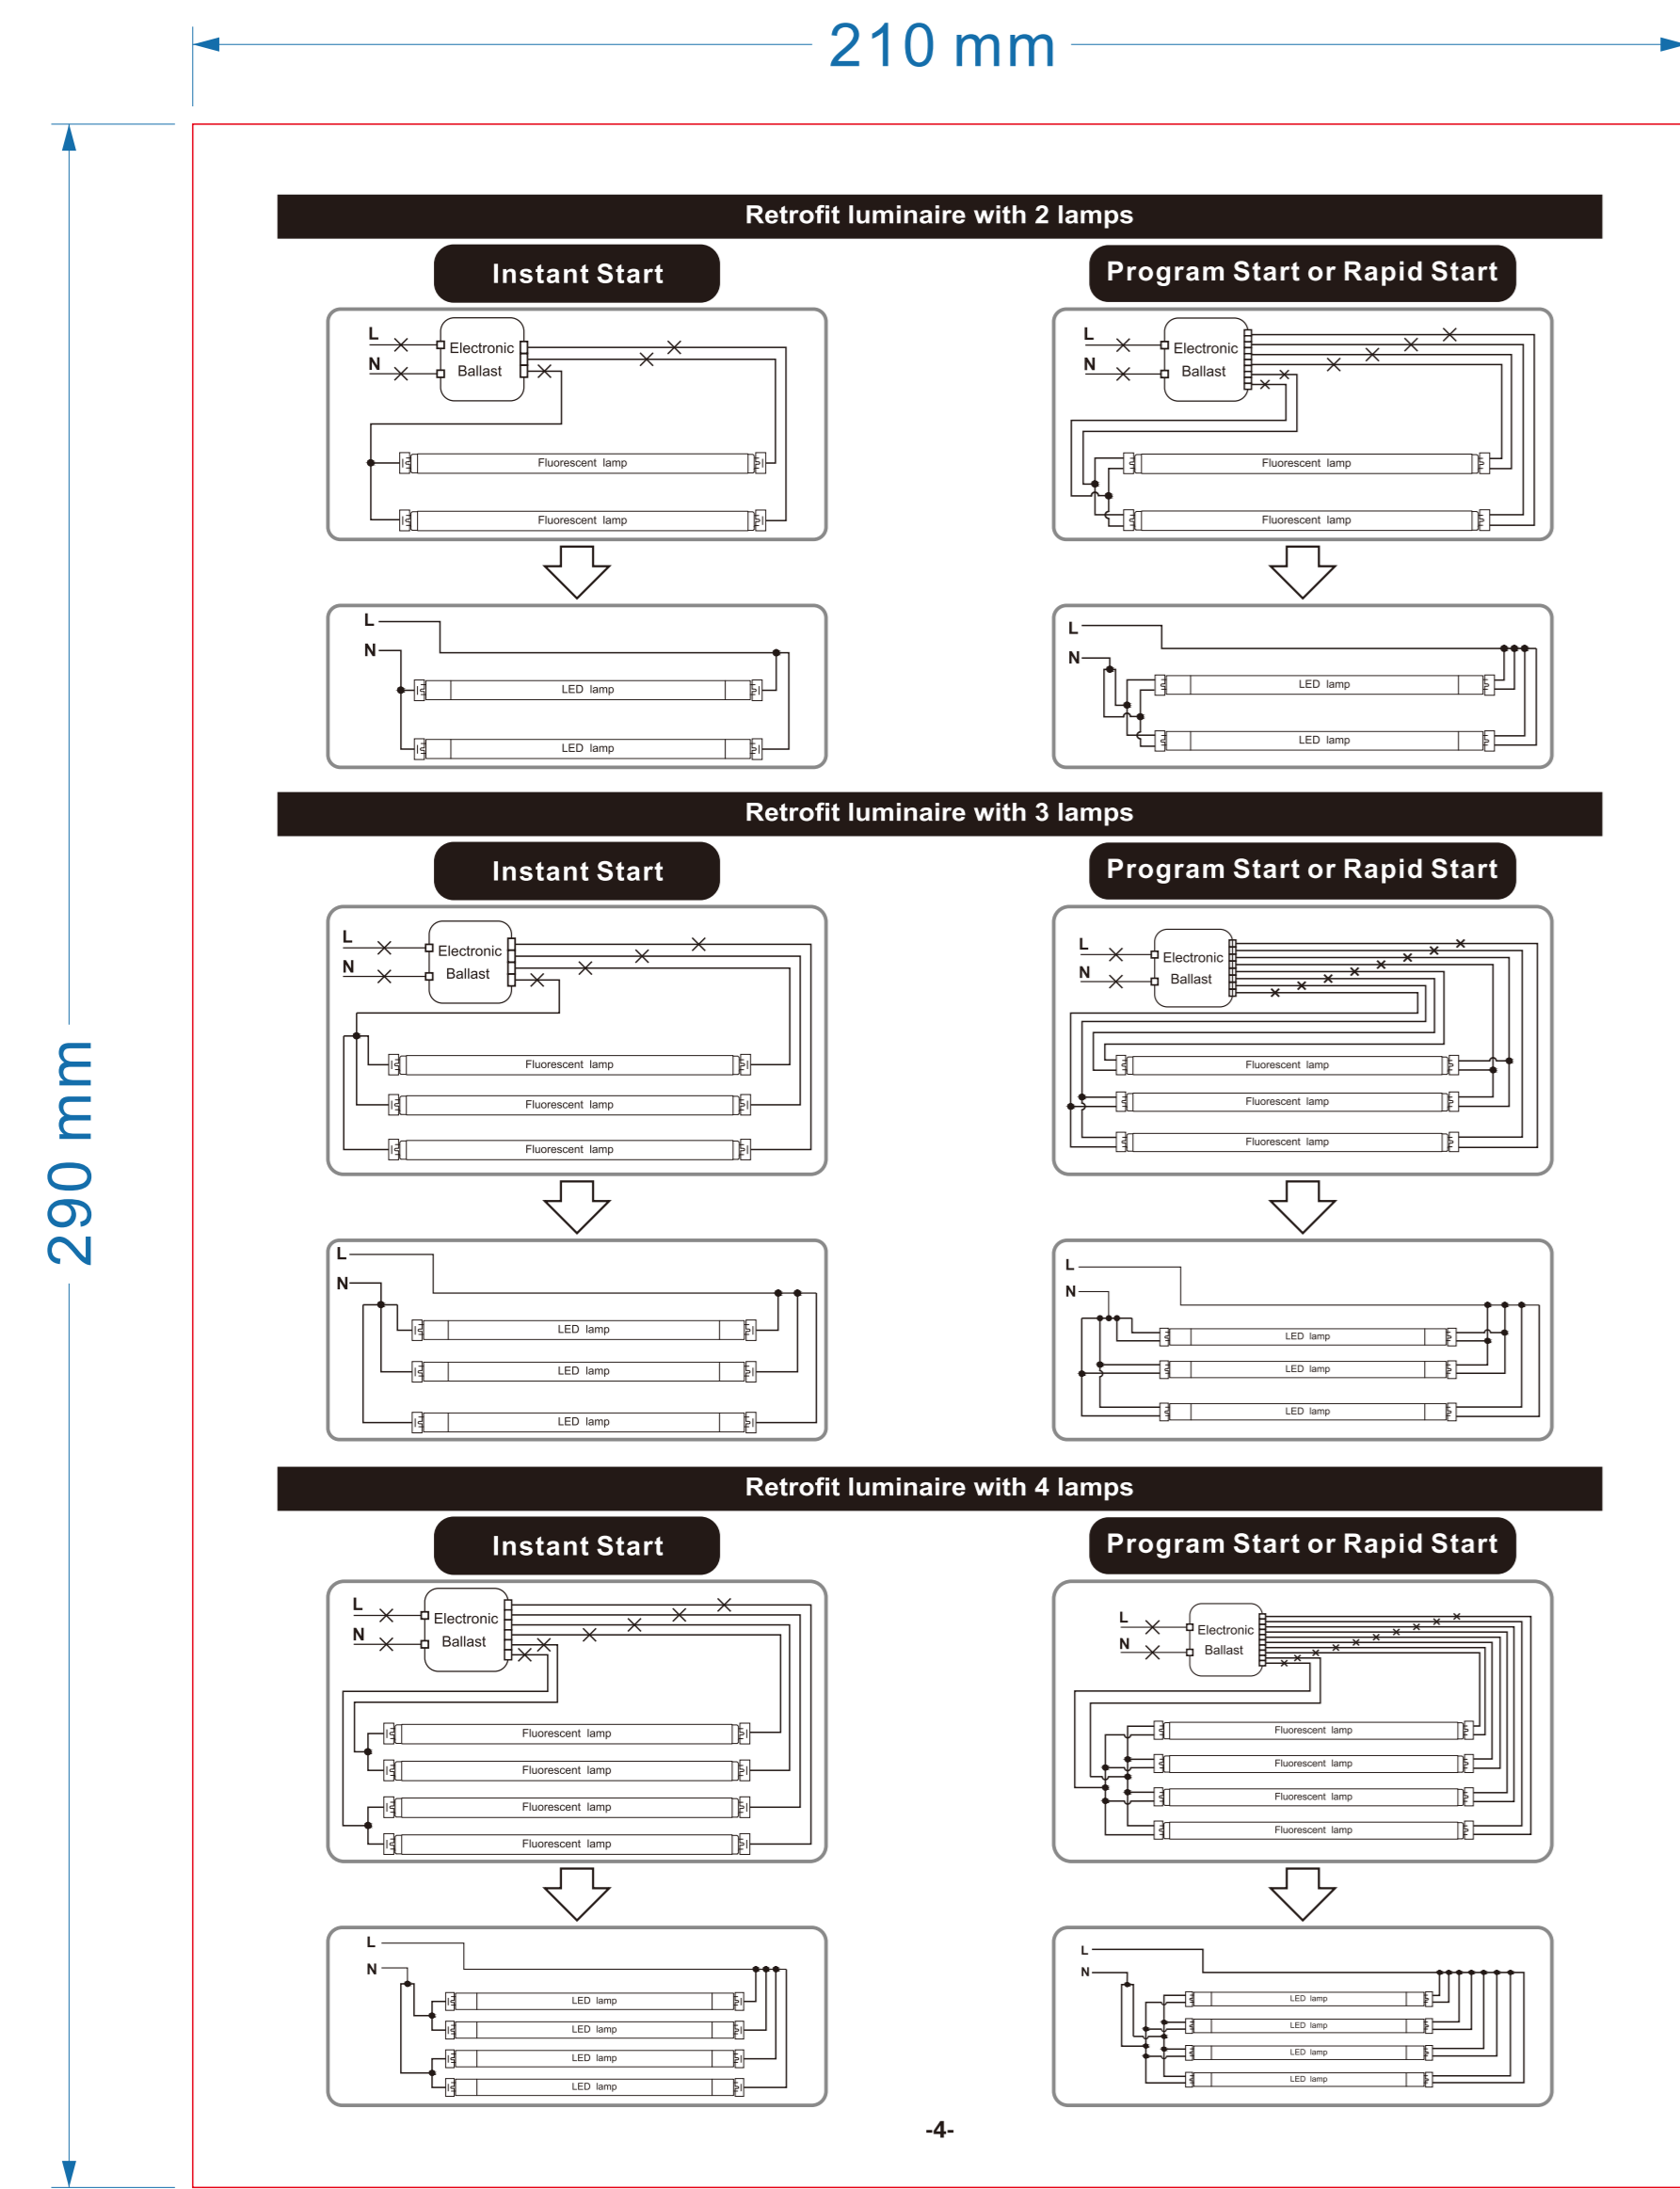 210 mm
290 mm
Retrofit luminaire with 2 lamps
Instant Start
Program Start or Rapid Start
L
N
Electronic
Ballast
Fluorescent lamp
Fluorescent lamp
L
N
Electronic
Ballast
Fluorescent lamp
Fluorescent lamp
L
N
LED lamp
LED lamp
L
N
LED lamp
LED lamp
Retrofit luminaire with 3 lamps
Instant Start
Program Start or Rapid Start
L
N
Electronic
Ballast
Fluorescent lamp
Fluorescent lamp
Fluorescent lamp
L
N
Electronic
Ballast
Fluorescent lamp
Fluorescent lamp
Fluorescent lamp
L
N
LED lamp
LED lamp
LED lamp
L
N
LED lamp
LED lamp
LED lamp
Retrofit luminaire with 4 lamps
Instant Start
Program Start or Rapid Start
L
N
Electronic
Ballast
Fluorescent lamp
Fluorescent lamp
Fluorescent lamp
Fluorescent lamp
L
N
Electronic
Ballast
Fluorescent lamp
Fluorescent lamp
Fluorescent lamp
Fluorescent lamp
L
N
LED lamp
LED lamp
LED lamp
LED lamp
L
N
LED lamp
LED lamp
LED lamp
LED lamp
-4-